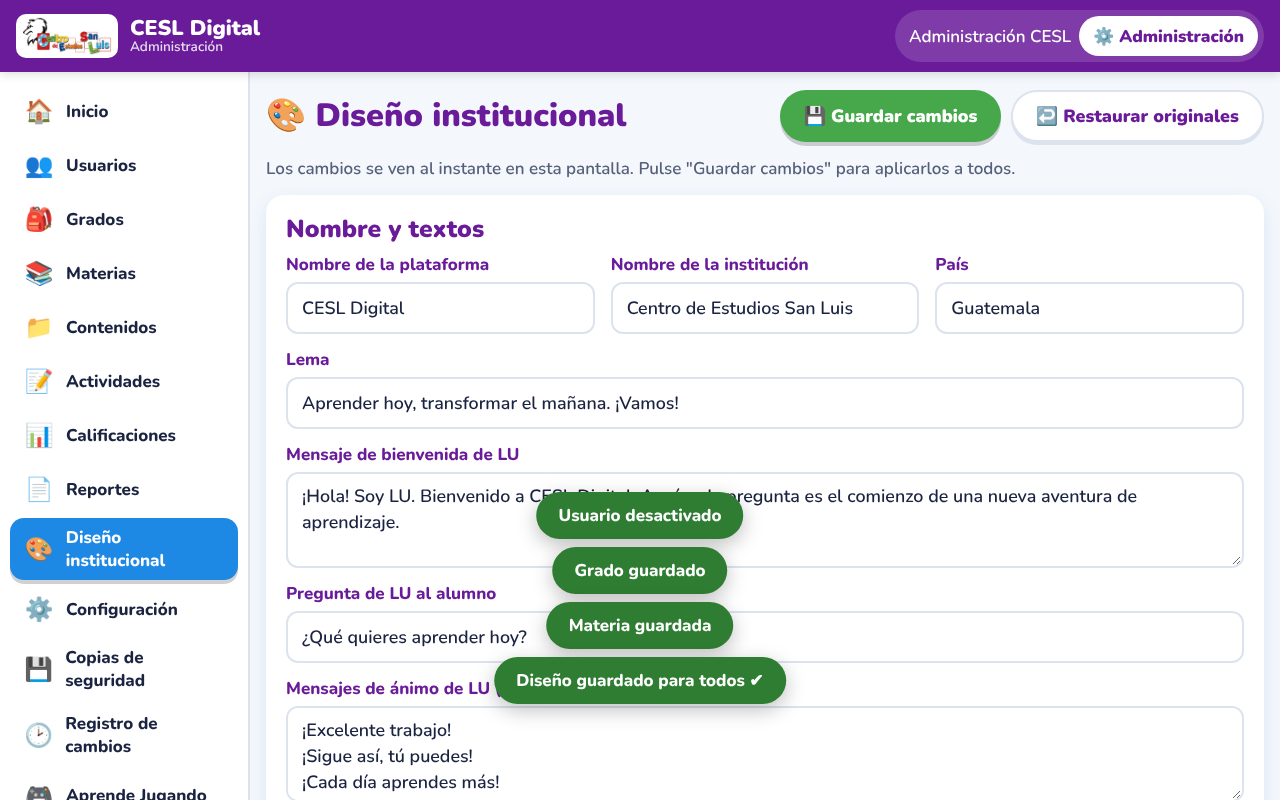 Centro de Estudios San Luis
CESL Digital
Administración
Administración CESL
Administración
Inicio
Usuarios
Grados
Materias
Contenidos
Actividades
Calificaciones
Reportes
Diseño
institucional
Configuración
Copias de
seguridad
Registro de
cambios
Aprende Jugando
Diseño institucional
Guardar cambios
Restaurar originales
Los cambios se ven al instante en esta pantalla. Pulse "Guardar cambios" para aplicarlos a todos.
Nombre y textos
Nombre de la plataforma
Nombre de la institución
País
CESL Digital
Centro de Estudios San Luis
Guatemala
Lema
Aprender hoy, transformar el mañana. ¡Vamos!
Mensaje de bienvenida de LU
¡Hola! Soy LU. Bienvenido a pregunta es el comienzo de una nueva aventura de
aprendizaje.
Usuario desactivado
Grado guardado
Pregunta de LU al alumno
¿Qué quieres aprender hoy?
Materia guardada
Diseño guardado para todos ✔
Mensajes de ánimo de LU
¡Excelente trabajo!
¡Sigue así, tú puedes!
¡Cada día aprendes más!